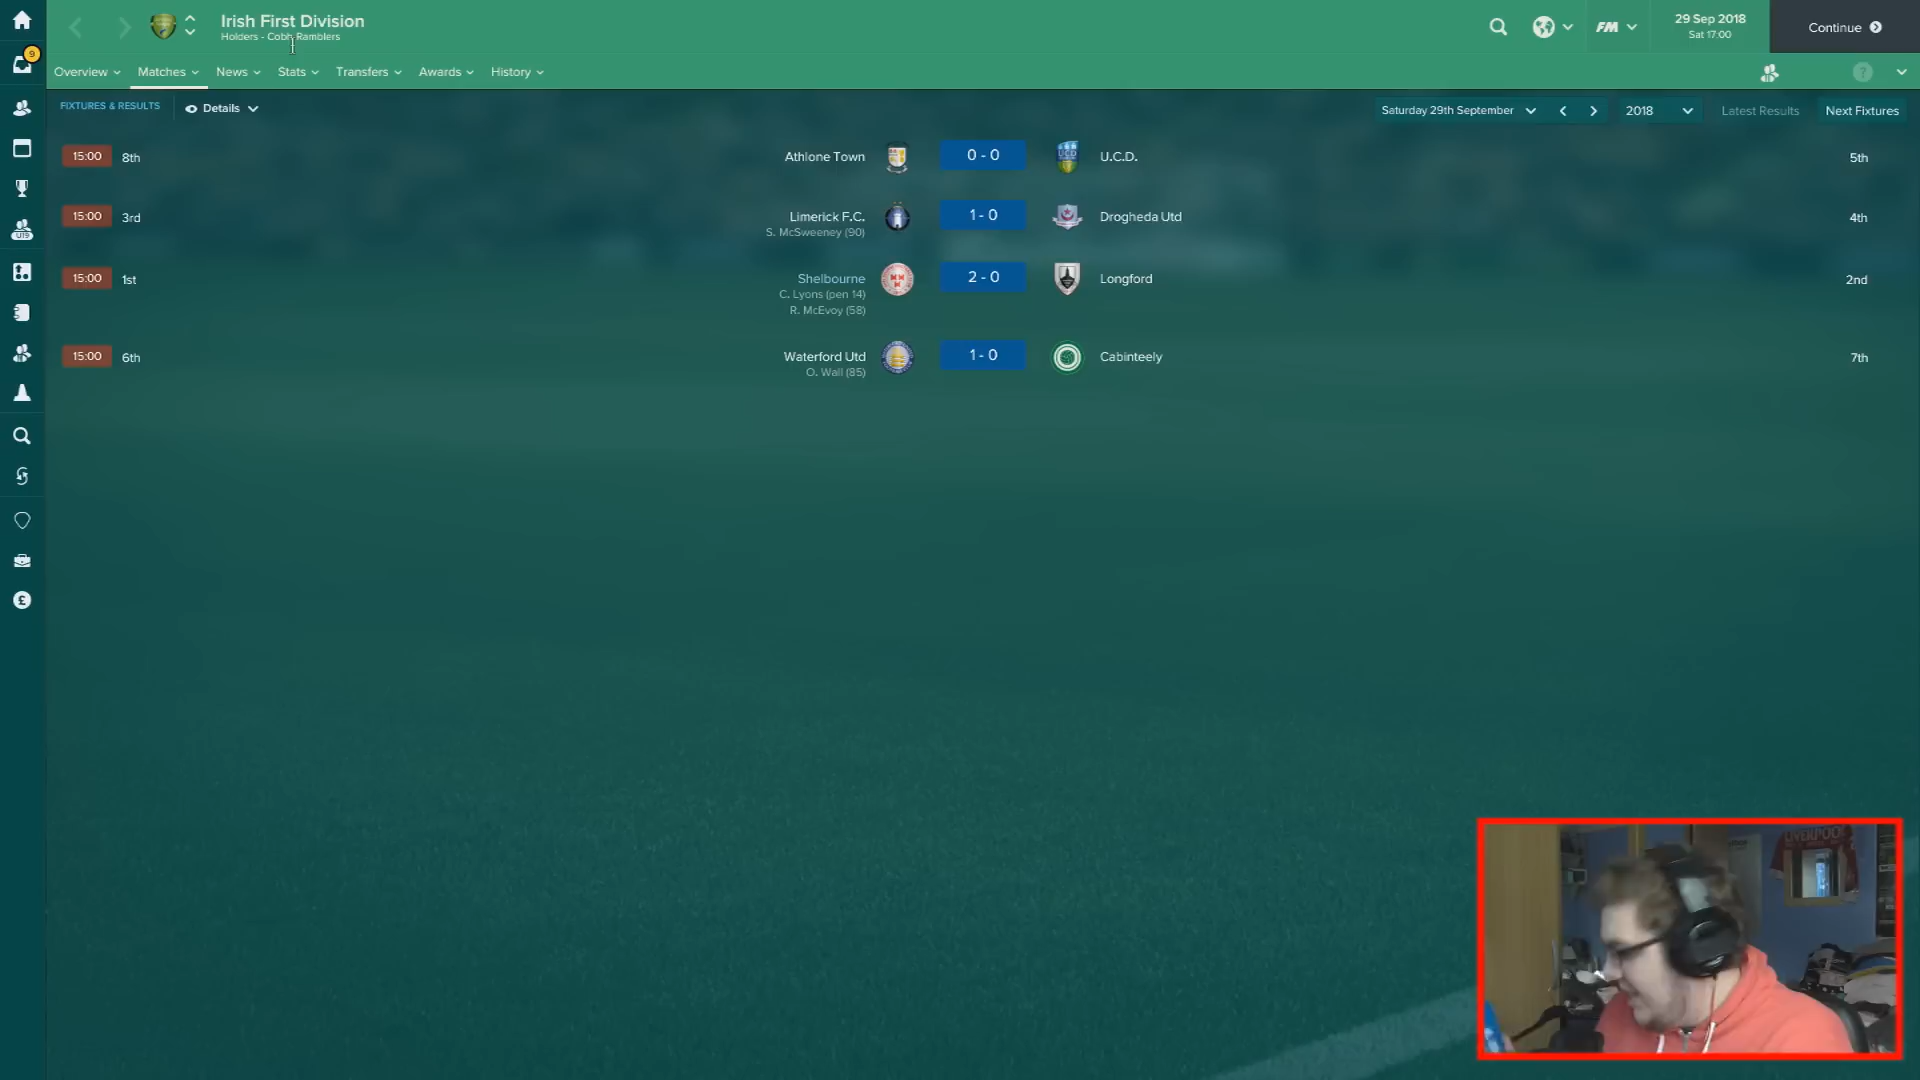 Irish First Division
Holders - Cobh Ramblers
FM
29 Sep 2018
Sat 17:00
Continue
9
Overview
Matches
News
Stats
Transfers
Awards
History
?
FIXTURES & RESULTS
Details
Saturday 29th September
2018
Latest Results
Next Fixtures
15:00 8th Athlone Town 0 - 0 U.C.D. 5th
15:00 3rd Limerick F.C. 1 - 0 Drogheda Utd 4th
S. McSweeney (90)
15:00 1st Shelbourne 2 - 0 Longford 2nd
C. Lyons (pen 14)
R. McEvoy (58)
15:00 6th Waterford Utd 1 - 0 Cabinteely 7th
O. Wall (85)
U19
£
LIVERPOOL